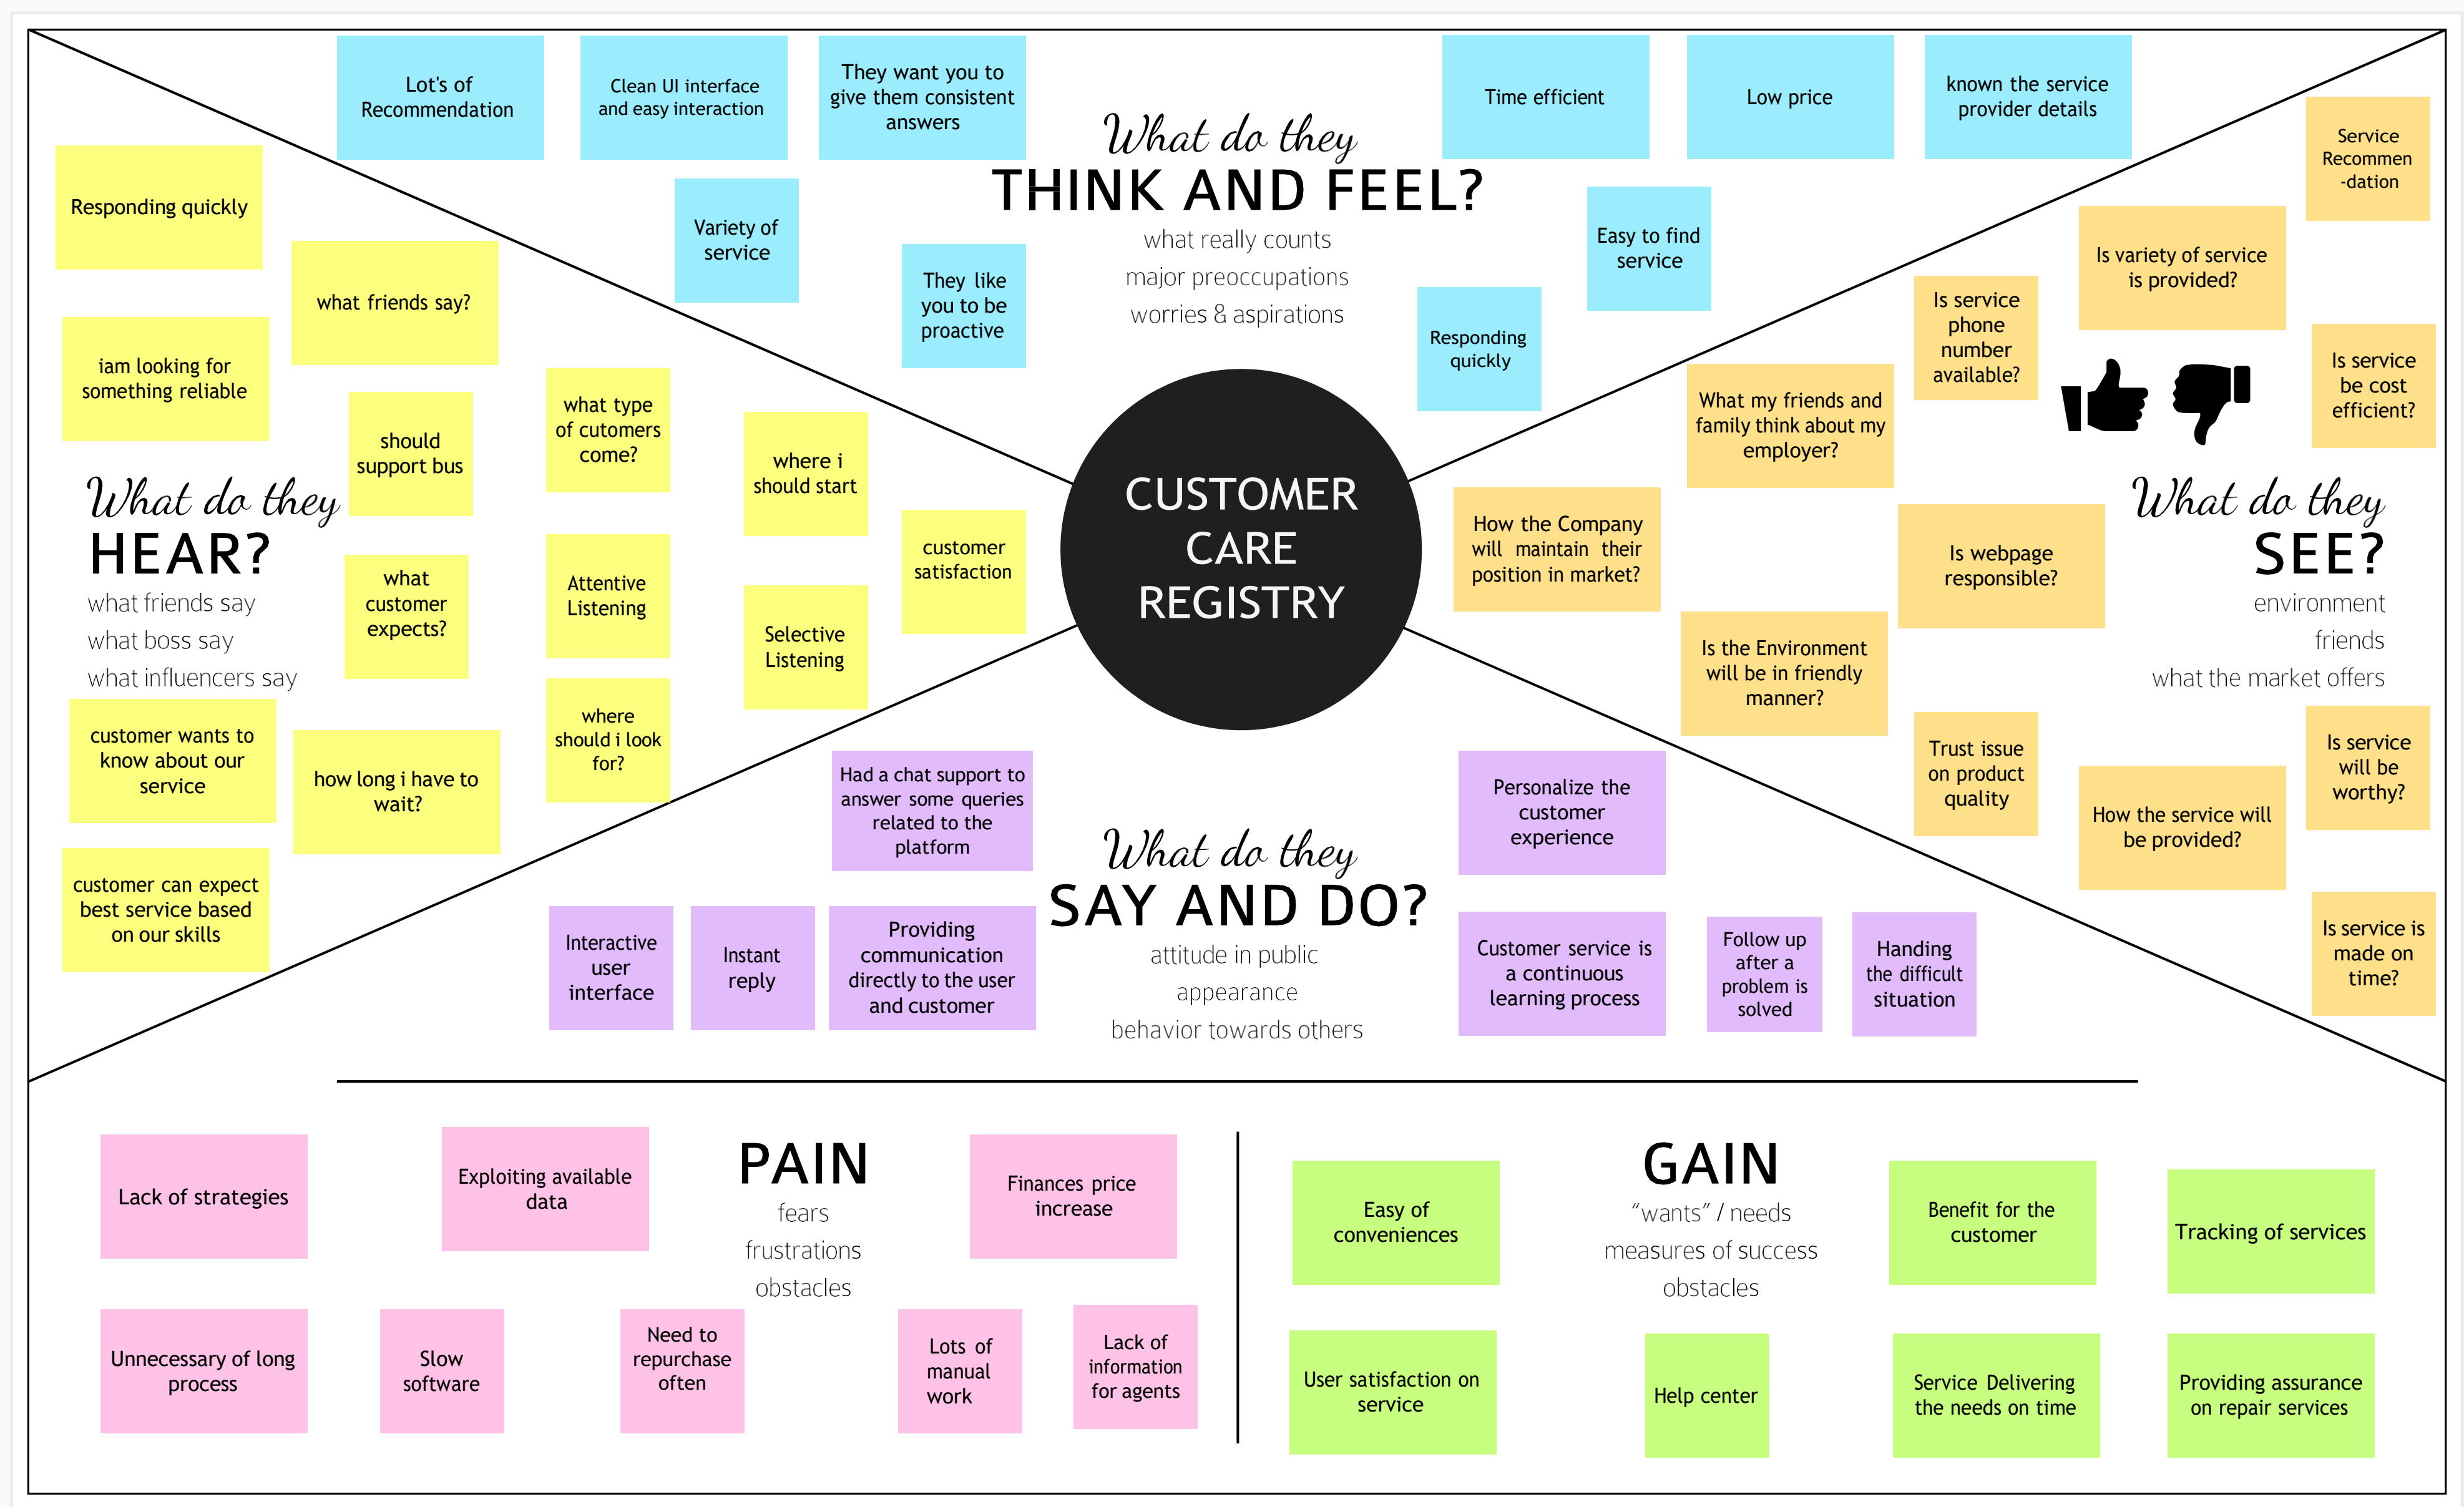 Lot's of
Recommendation
Clean UI interface
and easy interaction
They want you to
give them consistent
answers
Variety of
service
They like
you to be
proactive
What do they
THINK AND FEEL?
what really counts
major preoccupations
worries & aspirations
Time efficient
Low price
known the service
provider details
Easy to find
service
Responding
quickly
Responding quickly
what friends say?
iam looking for
something reliable
should
support bus
what type
of cutomers
come?
where i
should start
customer
satisfaction
What do they
HEAR?
what friends say
what boss say
what influencers say
what
customer
expects?
Attentive
Listening
Selective
Listening
where
should i look
for?
customer wants to
know about our
service
how long i have to
wait?
customer can expect
best service based
on our skills
CUSTOMER
CARE
REGISTRY
Service
Recommen
-dation
Is variety of service
is provided?
Is service
phone
number
available?
Is service
be cost
efficient?
What my friends and
family think about my
employer?
How the Company
will maintain their
position in market?
Is webpage
responsible?
What do they
SEE?
environment
friends
what the market offers
Is the Environment
will be in friendly
manner?
Trust issue
on product
quality
How the service will
be provided?
Is service
will be
worthy?
Is service is
made on
time?
Had a chat support to
answer some queries
related to the
platform
Interactive
user
interface
Instant
reply
Providing
communication
directly to the user
and customer
What do they
SAY AND DO?
attitude in public
appearance
behavior towards others
Personalize the
customer
experience
Customer service is
a continuous
learning process
Follow up
after a
problem is
solved
Handing
the difficult
situation
PAIN
fears
frustrations
obstacles
Lack of strategies
Exploiting available
data
Finances price
increase
Unnecessary of long
process
Slow
software
Need to
repurchase
often
Lots of
manual
work
Lack of
information
for agents
GAIN
“wants” / needs
measures of success
obstacles
Easy of
conveniences
Benefit for the
customer
Tracking of services
User satisfaction on
service
Help center
Service Delivering
the needs on time
Providing assurance
on repair services